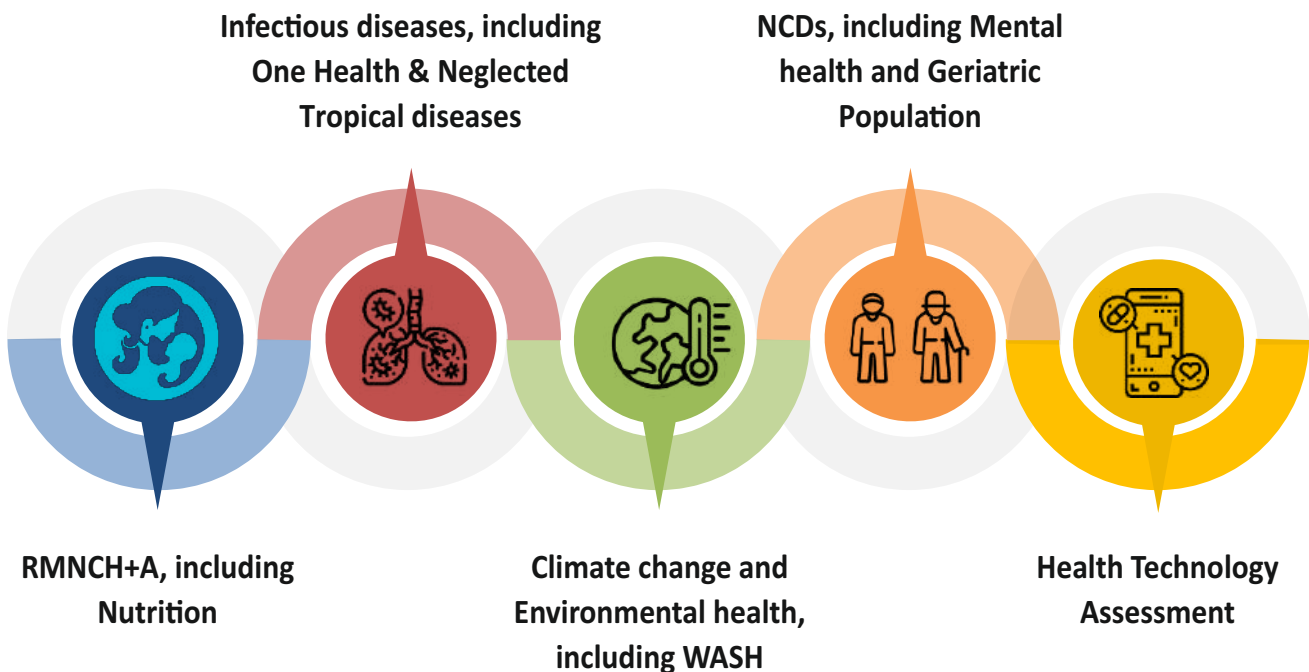 Infectious diseases, including
One Health & Neglected
Tropical diseases
NCDs, including Mental
health and Geriatric
Population
RMNCH+A, including
Nutrition
Climate change and
Environmental health,
including WASH
Health Technology
Assessment